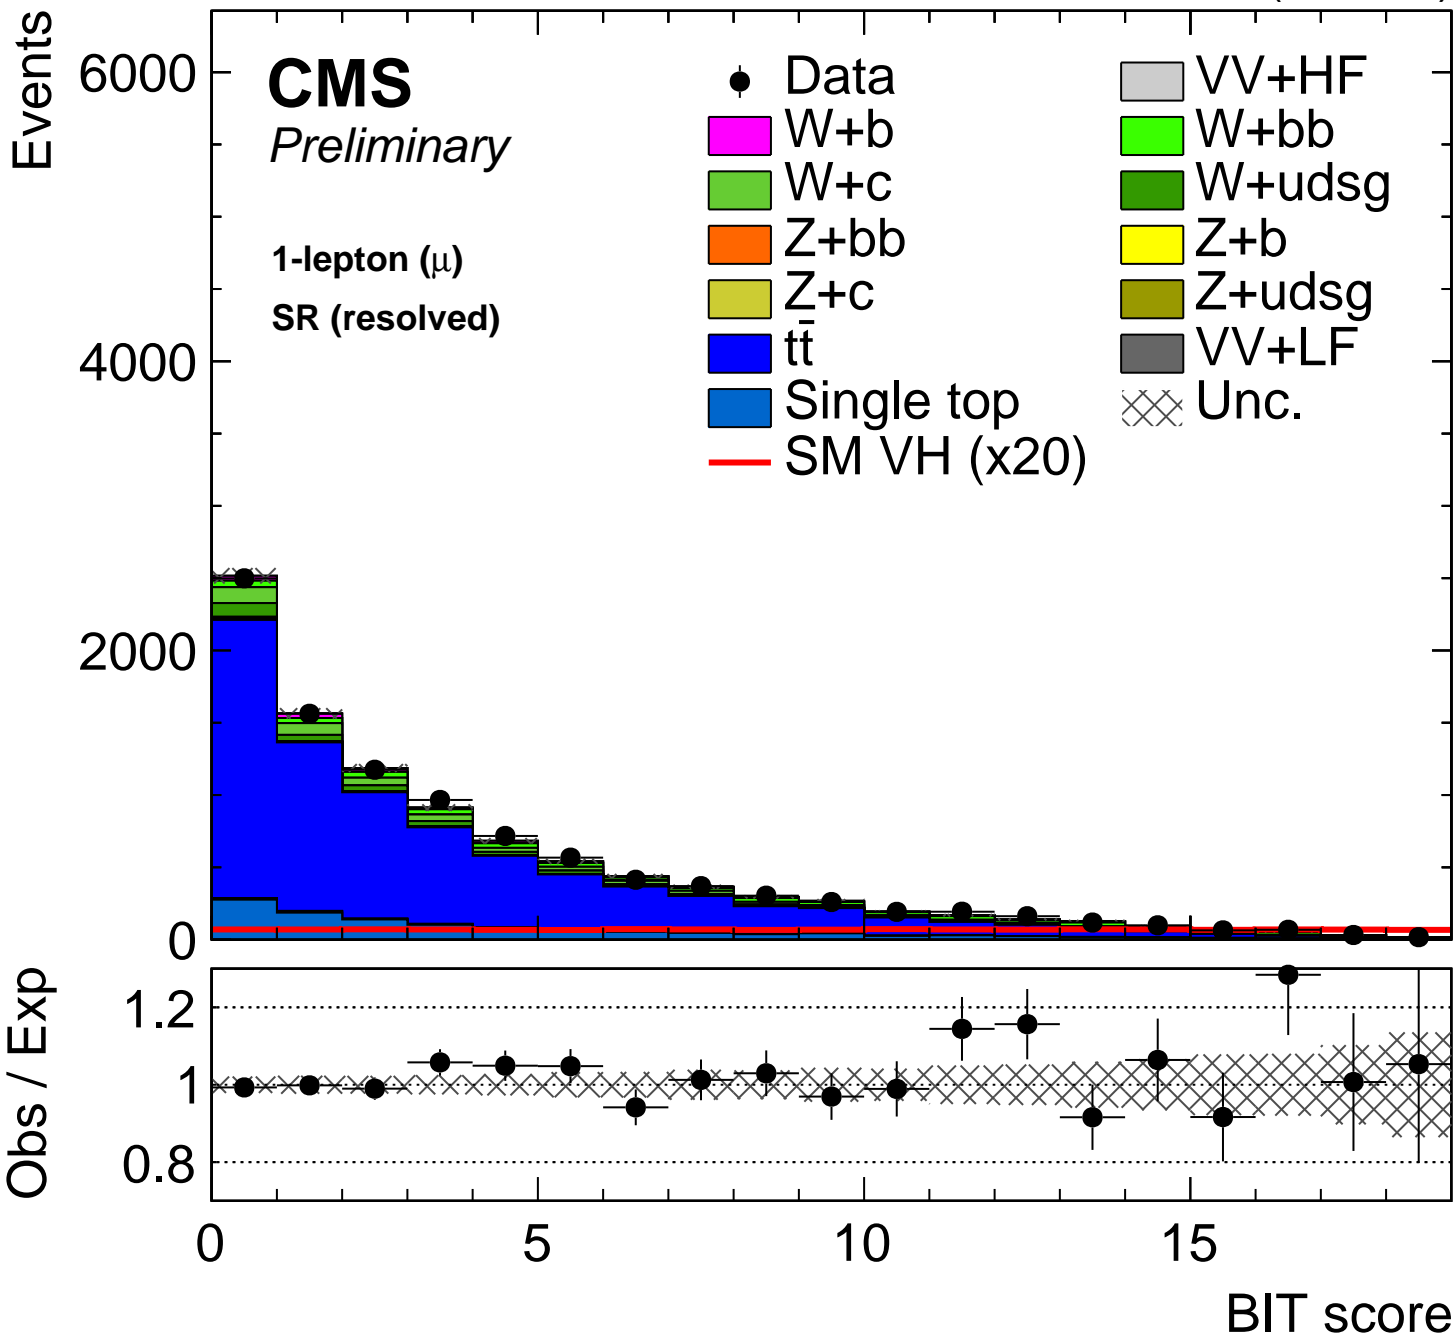 Events
6000
4000
2000
0
CMS
Preliminary
1-lepton (μ)
SR (resolved)
Data
VV+HF
W+b
W+bb
W+c
W+udsg
Z+bb
Z+b
Z+c
Z+udsg
tt̄
VV+LF
Single top
Unc.
SM VH (x20)
Obs / Exp
1.2
1
0.8
0 5 10 15
BIT score